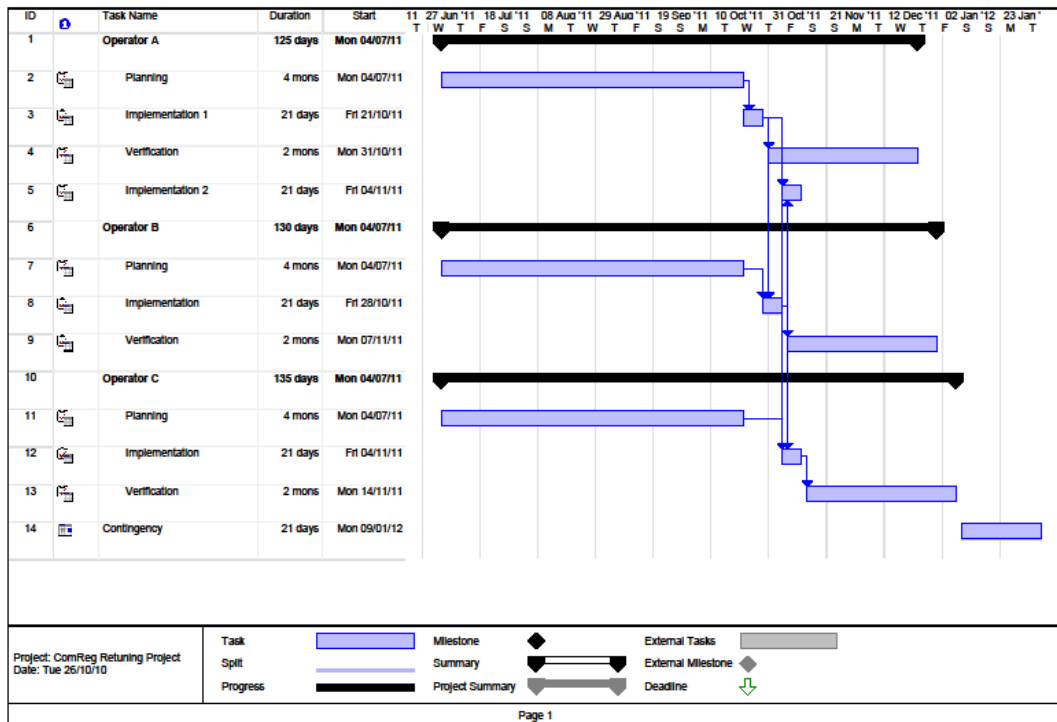 ID Task Name Duration Start 11 27 Jun '11 18 Jul '11 08 Aug '11 29 Aug '11 19 Sep '11 10 Oct '11 31 Oct '11 21 Nov '11 12 Dec '11 02 Jan '12 23 Jan '
T W T F S S M T W T F S S M T W T F S S M T W T F S S M T
1 Operator A 125 days Mon 04/07/11
2 Planning 4 mons Mon 04/07/11
3 Implementation 1 21 days Fri 21/10/11
4 Verification 2 mons Mon 31/10/11
5 Implementation 2 21 days Fri 04/11/11
6 Operator B 130 days Mon 04/07/11
7 Planning 4 mons Mon 04/07/11
8 Implementation 21 days Fri 28/10/11
9 Verification 2 mons Mon 07/11/11
10 Operator C 135 days Mon 04/07/11
11 Planning 4 mons Mon 04/07/11
12 Implementation 21 days Fri 04/11/11
13 Verification 2 mons Mon 14/11/11
14 Contingency 21 days Mon 09/01/12
Project: ComReg Retuning Project
Date: Tue 26/10/10
Task Milestone External Tasks
Split Summary External Milestone
Progress Project Summary Deadline
Page 1